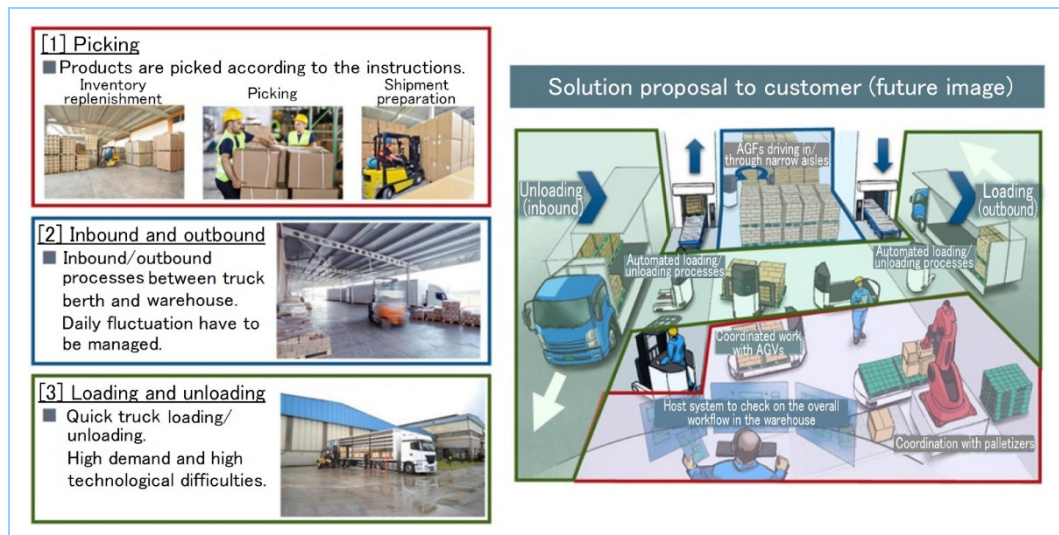 [1] Picking
■Products are picked according to the instructions.
Inventory
replenishment
Picking
Shipment
preparation
[2] Inbound and outbound
■ Inbound/outbound
processes between truck
berth and warehouse.
Daily fluctuation have to
be managed.
[3] Loading and unloading
■ Quick truck loading/
unloading.
High demand and high
technological difficulties.
Solution proposal to customer (future image)
AGFs driving in/
through narrow aisles
Unloading
(inbound)
Loading
(outbound)
Automated loading/
unloading processes
Automated loading/
unloading processes
Coordinated work
with AGVs
Host system to check on the overall
workflow in the warehouse
Coordination with palletizers